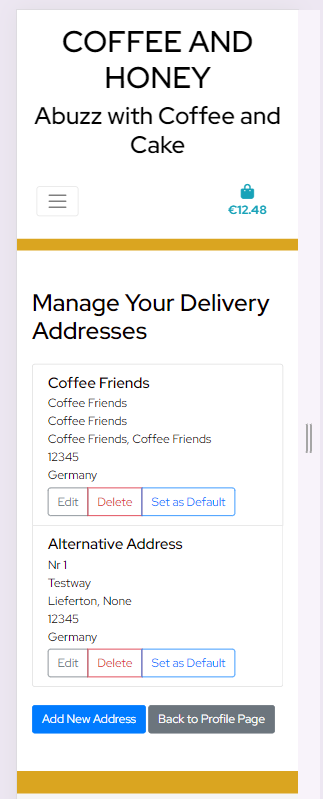 COFFEE AND
HONEY
Abuzz with Coffee and
Cake
€12.48
Manage Your Delivery
Addresses
Coffee Friends
Coffee Friends
Coffee Friends
Coffee Friends, Coffee Friends
12345
Germany
Edit Delete Set as Default
Alternative Address
Nr 1
Testway
Lieferton, None
12345
Germany
Edit Delete Set as Default
Add New Address Back to Profile Page